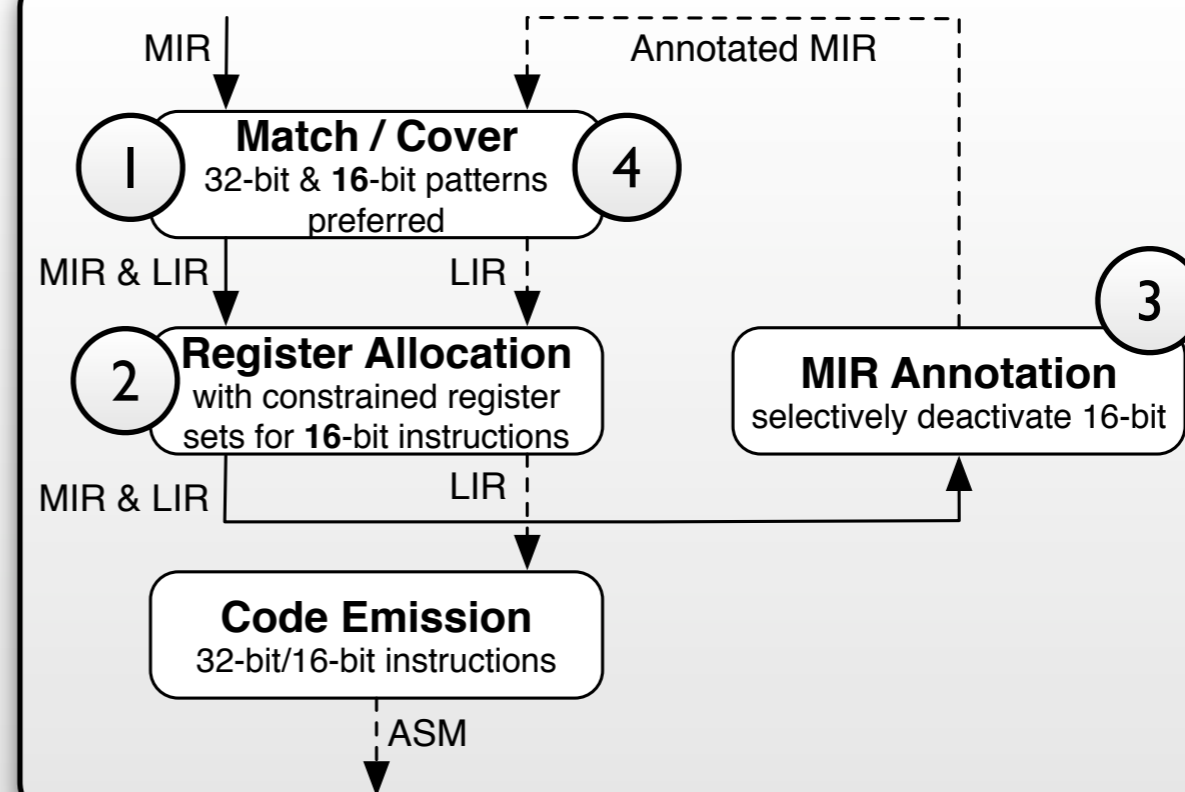 MIR
Annotated MIR
1
Match / Cover
32-bit & 16-bit patterns
preferred
4
MIR & LIR
LIR
3
2
Register Allocation
with constrained register
sets for 16-bit instructions
MIR Annotation
selectively deactivate 16-bit
MIR & LIR
LIR
Code Emission
32-bit/16-bit instructions
ASM